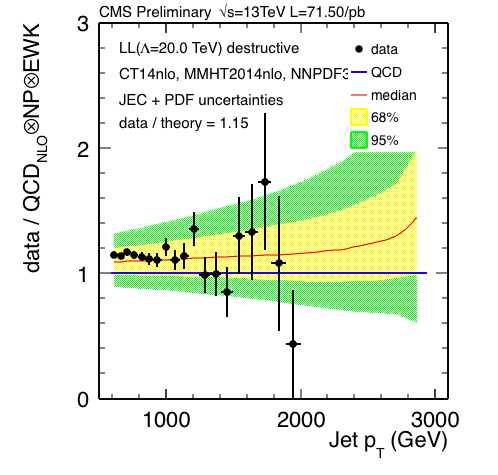 CMS Preliminary √s=13TeV L=71.50/pb
data / QCD_NLO⊗NP⊗EWK
3
2
1
0
LL(Λ=20.0 TeV) destructive
CT14nlo, MMHT2014nlo, NNPDF3
JEC + PDF uncertainties
data / theory = 1.15
data
QCD
median
68%
95%
1000
2000
3000
Jet p_T (GeV)